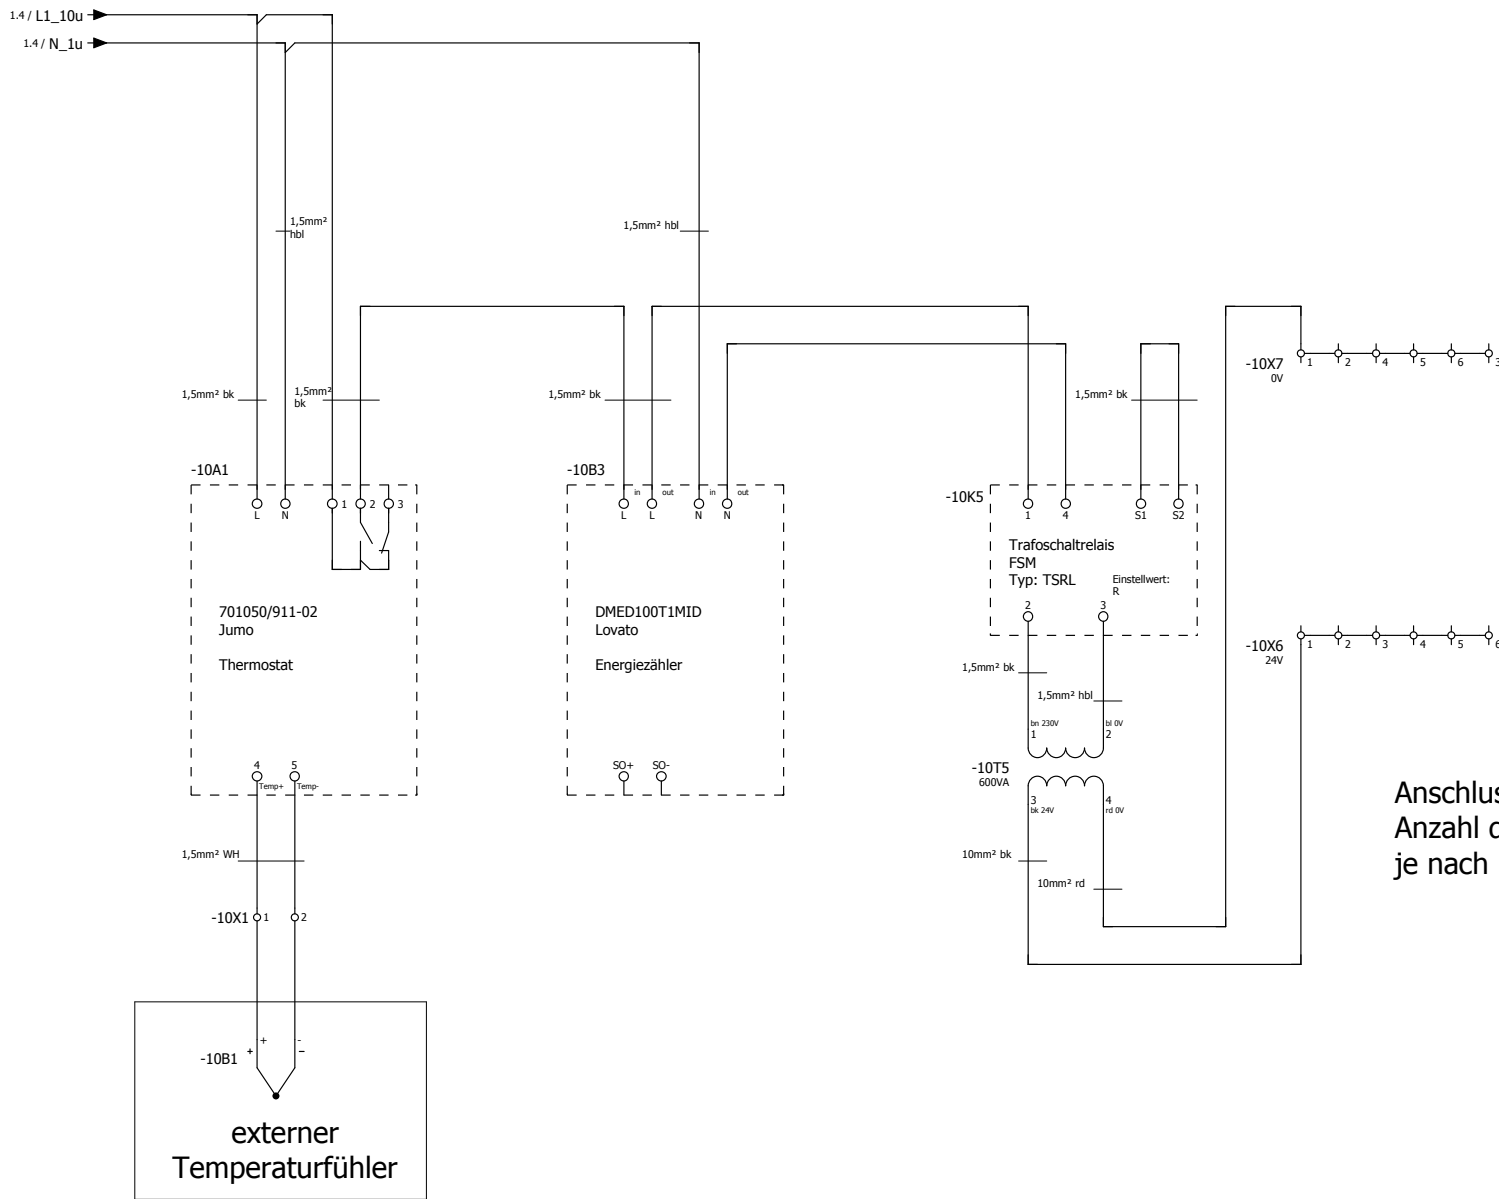 1.4 / L1_10u
1.4 / N_1u
1,5mm²
hbl
1,5mm² hbl
1,5mm² bk
1,5mm²
bk
1,5mm² bk
1,5mm² bk
-10X7
0V
1 2 4 5 6 3
-10A1
L N 1 2 3
701050/911-02
Jumo
Thermostat
4 5
Temp+ Temp-
1,5mm² WH
-10X1 1 2
-10B1
+ -
+ −
externer
Temperaturfühler
-10B3
in out in out
L L N N
DMED100T1MID
Lovato
Energiezähler
SO+ SO-
-10K5
1 4 S1 S2
Trafoschaltrelais
FSM
Typ: TSRL
Einstellwert:
R
2 3
1,5mm² bk
1,5mm² hbl
bn 230V bl 0V
1 2
-10T5
600VA
3 4
bk 24V rd 0V
10mm² bk
10mm² rd
-10X6
24V
1 2 3 4 5 6
Anschlus
Anzahl
je nach